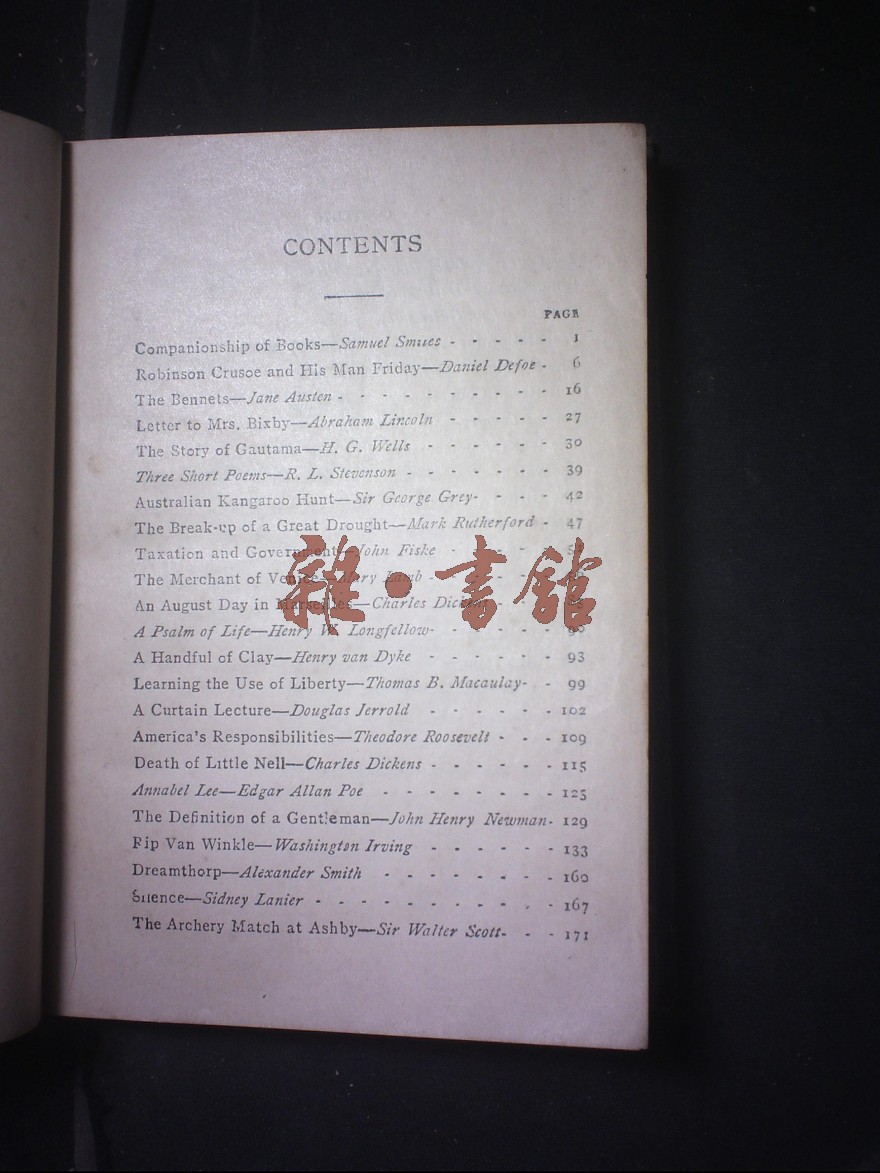 CONTENTS
PAGE
Companionship of Books—Samuel Smiles - - - - - 1
Robinson Crusoe and His Man Friday—Daniel Defoe - 6
The Bennets—Jane Austen - - - - - - - - - - 16
Letter to Mrs. Bixby—Abraham Lincoln - - - - - 27
The Story of Gautama—H. G. Wells - - - - - - 30
Three Short Poems—R. L. Stevenson - - - - - - - 39
Australian Kangaroo Hunt—Sir George Grey- - - - 42
The Break-up of a Great Drought—Mark Rutherford - 47
Taxation and Government—John Fiske - - - - -
The Merchant of Venice—Mary Lamb - - - - -
An August Day in Marseilles—Charles Dickens - - -
A Psalm of Life—Henry W. Longfellow- - - - - - 90
A Handful of Clay—Henry van Dyke - - - - - - 93
Learning the Use of Liberty—Thomas B. Macaulay- - 99
A Curtain Lecture—Douglas Jerrold - - - - - - 102
America's Responsibilities—Theodore Roosevelt - - - 109
Death of Little Nell—Charles Dickens - - - - - - 115
Annabel Lee—Edgar Allan Poe - - - - - - - - 125
The Definition of a Gentleman—John Henry Newman- 129
Rip Van Winkle—Washington Irving - - - - - - 133
Dreamthorp—Alexander Smith - - - - - - - - 160
Silence—Sidney Lanier - - - - - - - - - - - 167
The Archery Match at Ashby—Sir Walter Scott- - - 171
雜·書館